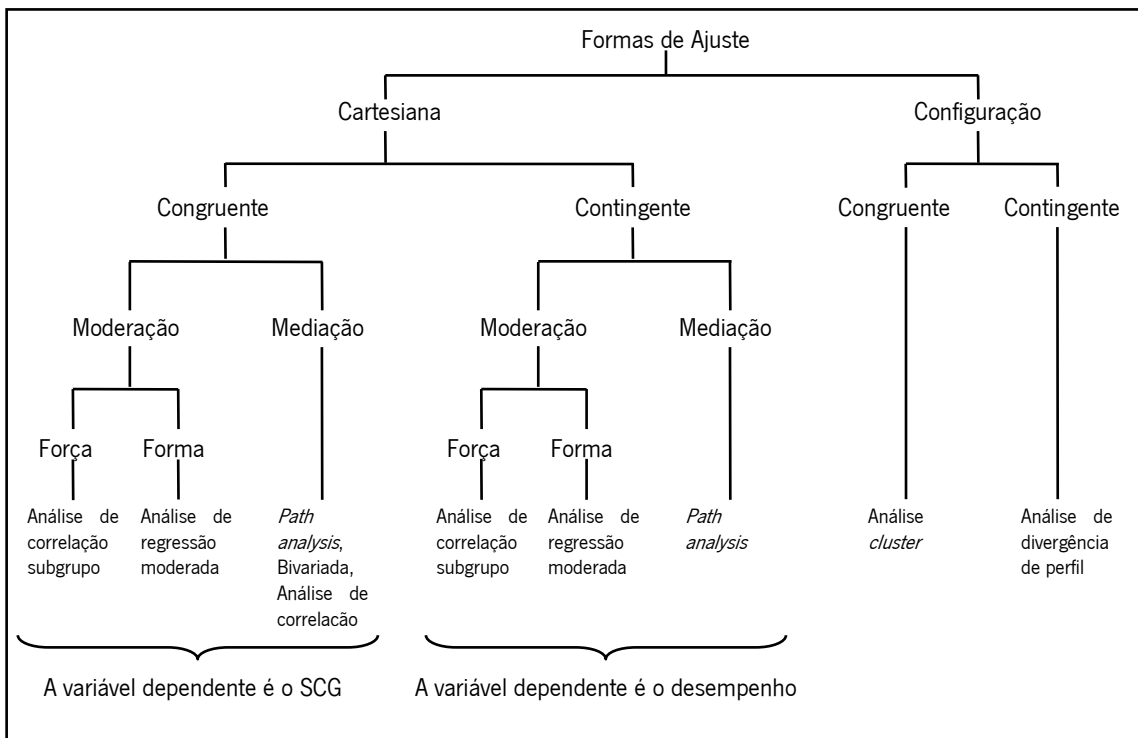 Formas de Ajuste
Cartesiana
Configuração
Congruente
Contingente
Congruente
Contingente
Moderação
Mediação
Moderação
Mediação
Força
Forma
Força
Forma
Análise de
correlação
subgrupo
Análise de
regressão
moderada
Path
analysis,
Bivariada,
Análise de
correlacão
Análise de
correlação
subgrupo
Análise de
regressão
moderada
Path
analysis
Análise
cluster
Análise de
divergência
de perfil
A variável dependente é o SCG
A variável dependente é o desempenho